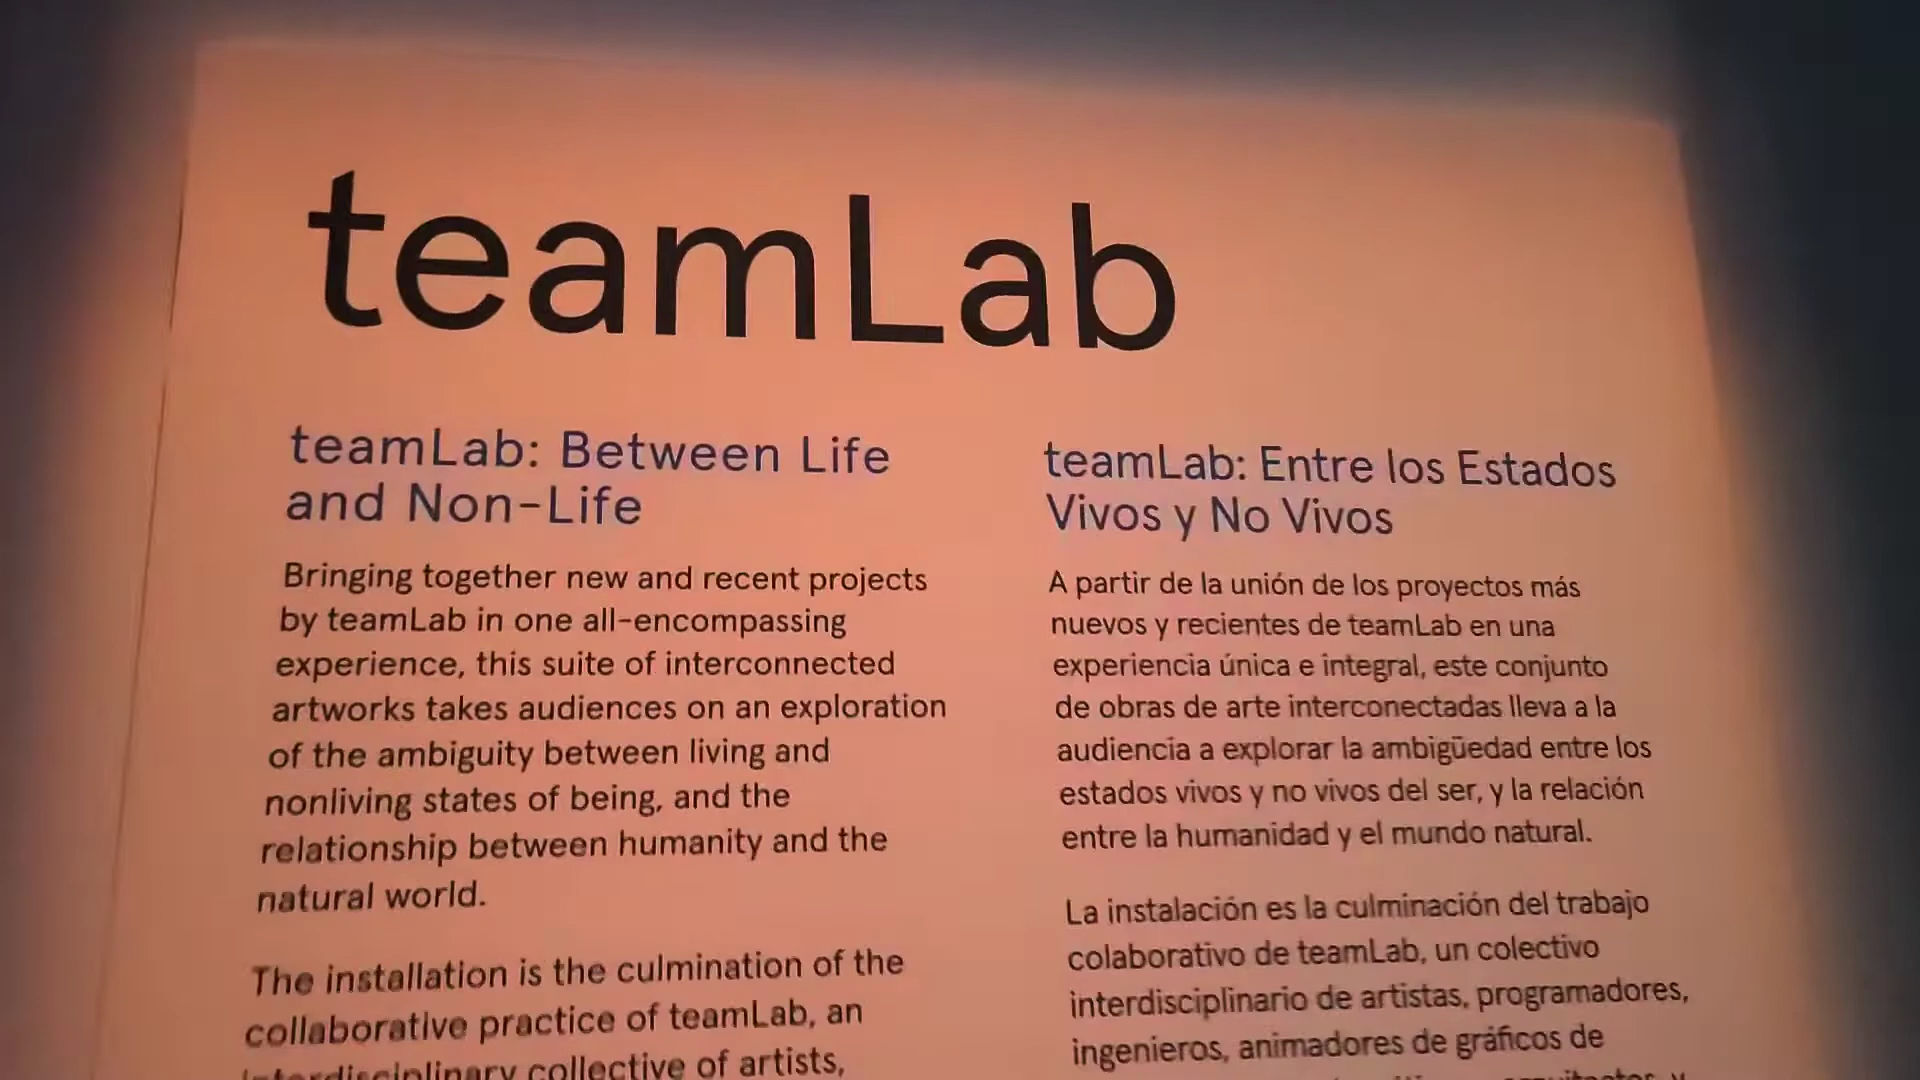 teamLab
teamLab: Between Life
and Non-Life
Bringing together new and recent projects
by teamLab in one all-encompassing
experience, this suite of interconnected
artworks takes audiences on an exploration
of the ambiguity between living and
nonliving states of being, and the
relationship between humanity and the
natural world.
The installation is the culmination of the
collaborative practice of teamLab, an
interdisciplinary collective of artists,
teamLab: Entre los Estados
Vivos y No Vivos
A partir de la unión de los proyectos más
nuevos y recientes de teamLab en una
experiencia única e integral, este conjunto
de obras de arte interconectadas lleva a la
audiencia a explorar la ambigüedad entre los
estados vivos y no vivos del ser, y la relación
entre la humanidad y el mundo natural.
La instalación es la culminación del trabajo
colaborativo de teamLab, un colectivo
interdisciplinario de artistas, programadores,
ingenieros, animadores de gráficos de